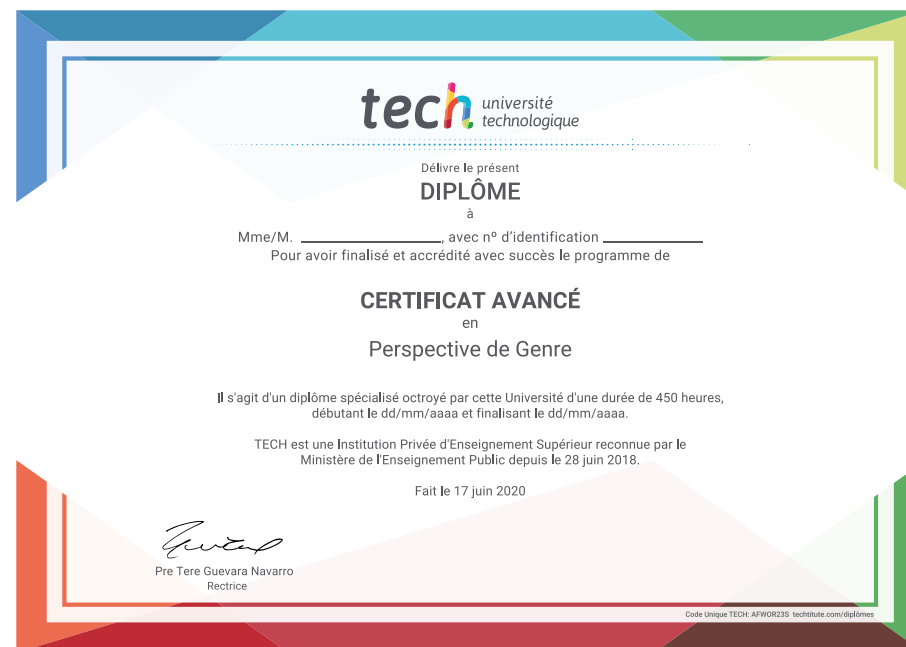 tech université
technologique
Délivre le présent
DIPLÔME
à
Mme/M. ____________________, avec nº d'identification ______________
Pour avoir finalisé et accrédité avec succès le programme de
CERTIFICAT AVANCÉ
en
Perspective de Genre
Il s'agit d'un diplôme spécialisé octroyé par cette Université d'une durée de 450 heures,
débutant le dd/mm/aaaa et finalisant le dd/mm/aaaa.
TECH est une Institution Privée d'Enseignement Supérieur reconnue par le
Ministère de l'Enseignement Public depuis le 28 juin 2018.
Fait le 17 juin 2020
Pre Tere Guevara Navarro
Rectrice
Code Unique TECH: AFWOR23S techtitute.com/diplômes